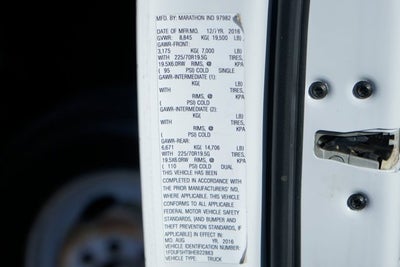 MFD. BY: MARATHON IND 97982
DATE OF MFR.MO. 12/YR. 2016
GVWR: 8,845 KG( 19,500 LB)
GAWR-FRONT:
3,175 KG( 7,000 LB)
WITH 225/70R19.5G TIRES,
19.5X6.0RW RIMS, @ KPA
( 95 PSI) COLD SINGLE
GAWR-INTERMEDIATE (1):
KG( LB)
WITH TIRES,
RIMS, @ KPA
( PSI) COLD
GAWR-INTERMEDIATE (2):
KG( LB)
WITH TIRES,
RIMS, @ KPA
( PSI) COLD
GAWR-REAR:
6,671 KG( 14,706 LB)
WITH 225/70R19.5G TIRES,
19.5X6.0RW RIMS, @ KPA
( 110 PSI) COLD DUAL
THIS VEHICLE HAS BEEN
COMPLETED IN ACCORDANCE WITH
THE PRIOR MANUFACTURERS' IVD,
WHERE APPLICABLE. THIS VEHICLE
CONFORMS TO ALL APPLICABLE
FEDERAL MOTOR VEHICLE SAFETY
STANDARDS, [AND BUMPER AND
THEFT PREVENTION STANDARDS, IF
APPLICABLE] IN EFFECT IN:
MO. AUG YR. 2016
VEHICLE IDENTIFICATION NUMBER:
VEHICLE TYPE: TRUCK